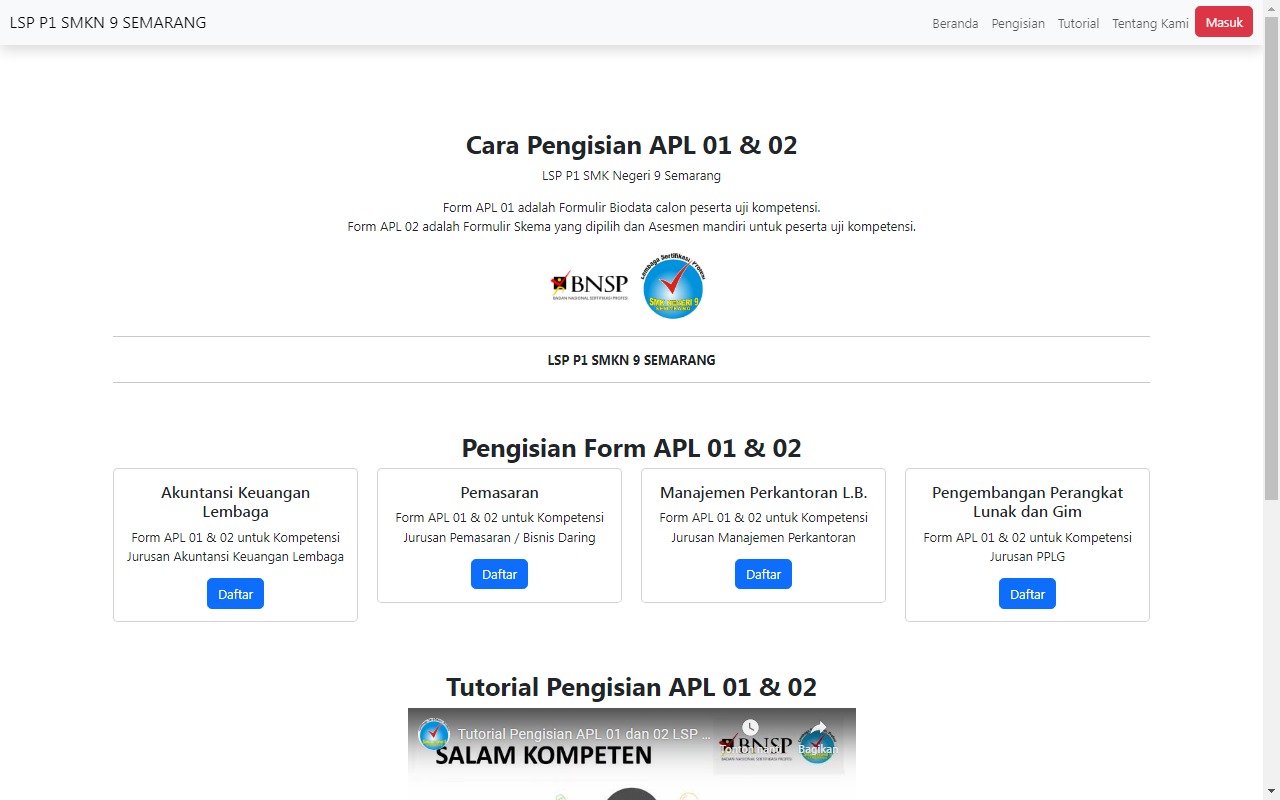 LSP P1 SMKN 9 SEMARANG
Beranda
Pengisian
Tutorial
Tentang Kami
Masuk
Cara Pengisian APL 01 & 02
LSP P1 SMK Negeri 9 Semarang
Form APL 01 adalah Formulir Biodata calon peserta uji kompetensi.
Form APL 02 adalah Formulir Skema yang dipilih dan Asesmen mandiri untuk peserta uji kompetensi.
BNSP
BADAN NASIONAL SERTIFIKASI PROFESI
Lembaga Sertifikasi Profesi
SMK NEGERI 9
SEMARANG
LSP P1 SMKN 9 SEMARANG
Pengisian Form APL 01 & 02
Akuntansi Keuangan
Lembaga
Form APL 01 & 02 untuk Kompetensi
Jurusan Akuntansi Keuangan Lembaga
Daftar
Pemasaran
Form APL 01 & 02 untuk Kompetensi
Jurusan Pemasaran / Bisnis Daring
Daftar
Manajemen Perkantoran L.B.
Form APL 01 & 02 untuk Kompetensi
Jurusan Manajemen Perkantoran
Daftar
Pengembangan Perangkat
Lunak dan Gim
Form APL 01 & 02 untuk Kompetensi
Jurusan PPLG
Daftar
Tutorial Pengisian APL 01 & 02
Tutorial Pengisian APL 01 dan 02 LSP ...
Tonton nanti
Bagikan
SALAM KOMPETEN
BNSP
BADAN NASIONAL SERTIFIKASI PROFESI